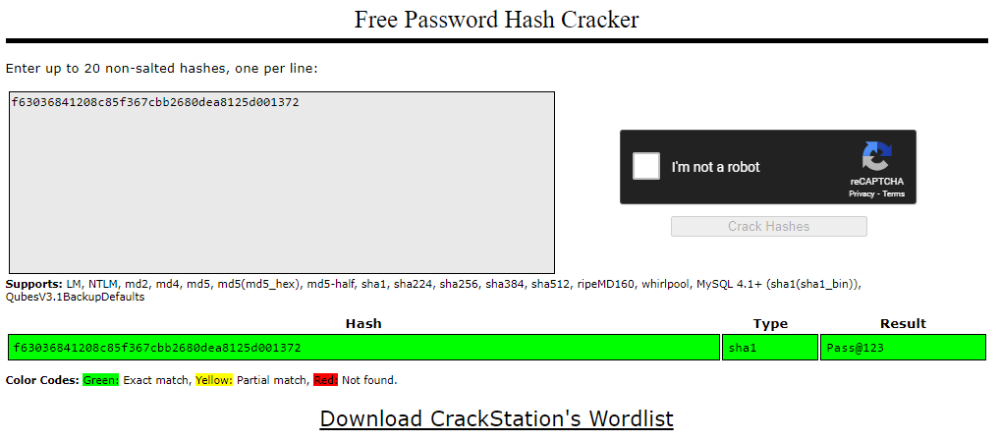 Free Password Hash Cracker
Enter up to 20 non-salted hashes, one per line:
f63036841208c85f367cbb2680dea8125d001372
I'm not a robot
reCAPTCHA
Privacy - Terms
Crack Hashes
Supports: LM, NTLM, md2, md4, md5, md5(md5_hex), md5-half, sha1, sha224, sha256, sha384, sha512, ripeMD160, whirlpool, MySQL 4.1+ (sha1(sha1_bin)),
QubesV3.1BackupDefaults
Hash Type Result
f63036841208c85f367cbb2680dea8125d001372 sha1 Pass@123
Color Codes: Green: Exact match, Yellow: Partial match, Red: Not found.
Download CrackStation's Wordlist